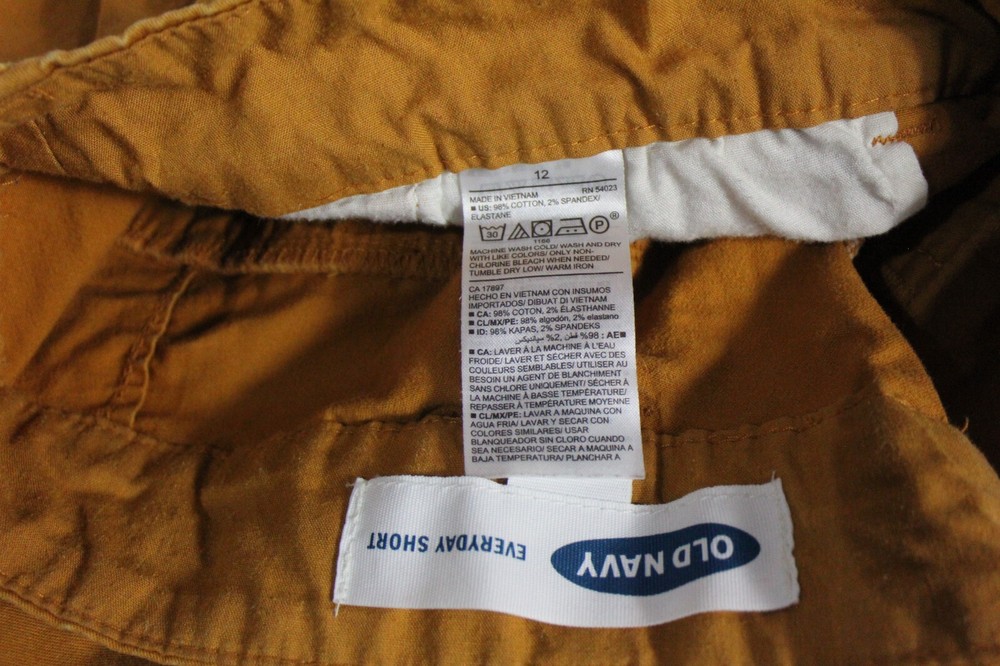 12
MADE IN VIETNAM RN 54023
■ US: 98% COTTON, 2% SPANDEX/
ELASTANE
30 P ®
1166
MACHINE WASH COLD/ WASH AND DRY
WITH LIKE COLORS/ ONLY NON-
CHLORINE BLEACH WHEN NEEDED/
TUMBLE DRY LOW/ WARM IRON
CA 17897
HECHO EN VIETNAM CON INSUMOS
IMPORTADOS/ DIBUAT DI VIETNAM
■ CA: 98% COTON, 2% ÉLASTHANNE
■ CL/MX/PE: 98% algodón, 2% elastano
■ ID: 98% KAPAS, 2% SPANDEKS
■ AE : 98% قطن ,2% سپاندیکس
■ CA: LAVER À LA MACHINE À L'EAU
FROIDE/ LAVER ET SÉCHER AVEC DES
COULEURS SEMBLABLES/ UTILISER AU
BESOIN UN AGENT DE BLANCHIMENT
SANS CHLORE UNIQUEMENT/ SÉCHER À
LA MACHINE À BASSE TEMPÉRATURE/
REPASSER À TEMPÉRATURE MOYENNE
■ CL/MX/PE: LAVAR A MAQUINA CON
AGUA FRIA/ LAVAR Y SECAR CON
COLORES SIMILARES/ USAR
BLANQUEADOR SIN CLORO CUANDO
SEA NECESARIO/ SECAR A MAQUINA A
BAJA TEMPERATURA/ PLANCHAR A
OLD NAVY EVERYDAY SHORT